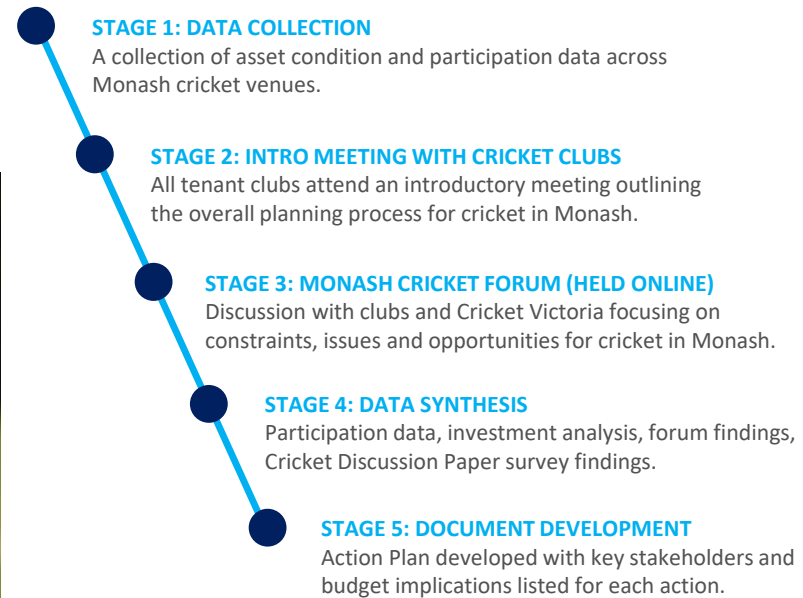 STAGE 1: DATA COLLECTION
A collection of asset condition and participation data across
Monash cricket venues.
STAGE 2: INTRO MEETING WITH CRICKET CLUBS
All tenant clubs attend an introductory meeting outlining
the overall planning process for cricket in Monash.
STAGE 3: MONASH CRICKET FORUM (HELD ONLINE)
Discussion with clubs and Cricket Victoria focusing on
constraints, issues and opportunities for cricket in Monash.
STAGE 4: DATA SYNTHESIS
Participation data, investment analysis, forum findings,
Cricket Discussion Paper survey findings.
STAGE 5: DOCUMENT DEVELOPMENT
Action Plan developed with key stakeholders and
budget implications listed for each action.